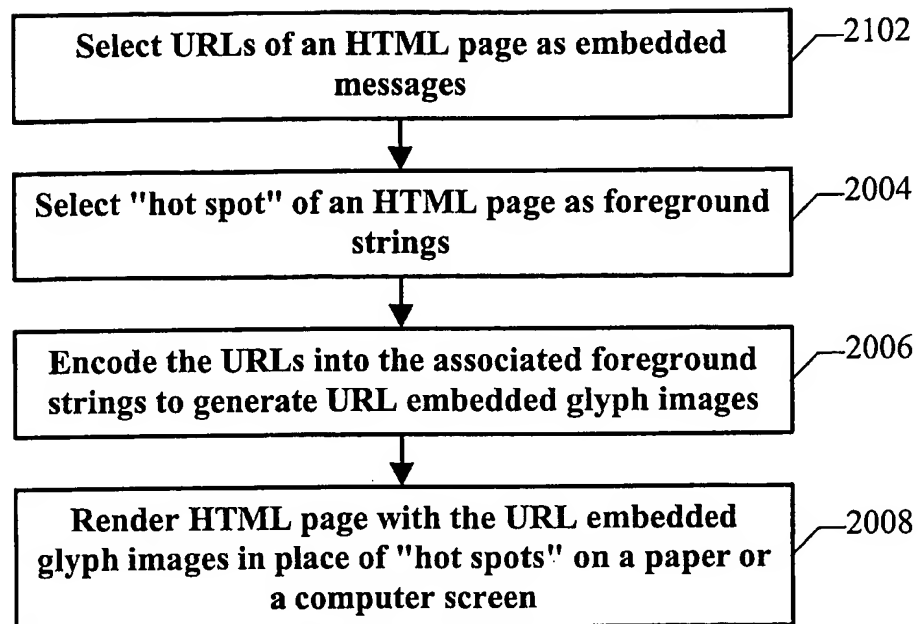 Select URLs of an HTML page as embedded
messages
2102
Select "hot spot" of an HTML page as foreground
strings
2004
Encode the URLs into the associated foreground
strings to generate URL embedded glyph images
2006
Render HTML page with the URL embedded
glyph images in place of "hot spots" on a paper or
a computer screen
2008